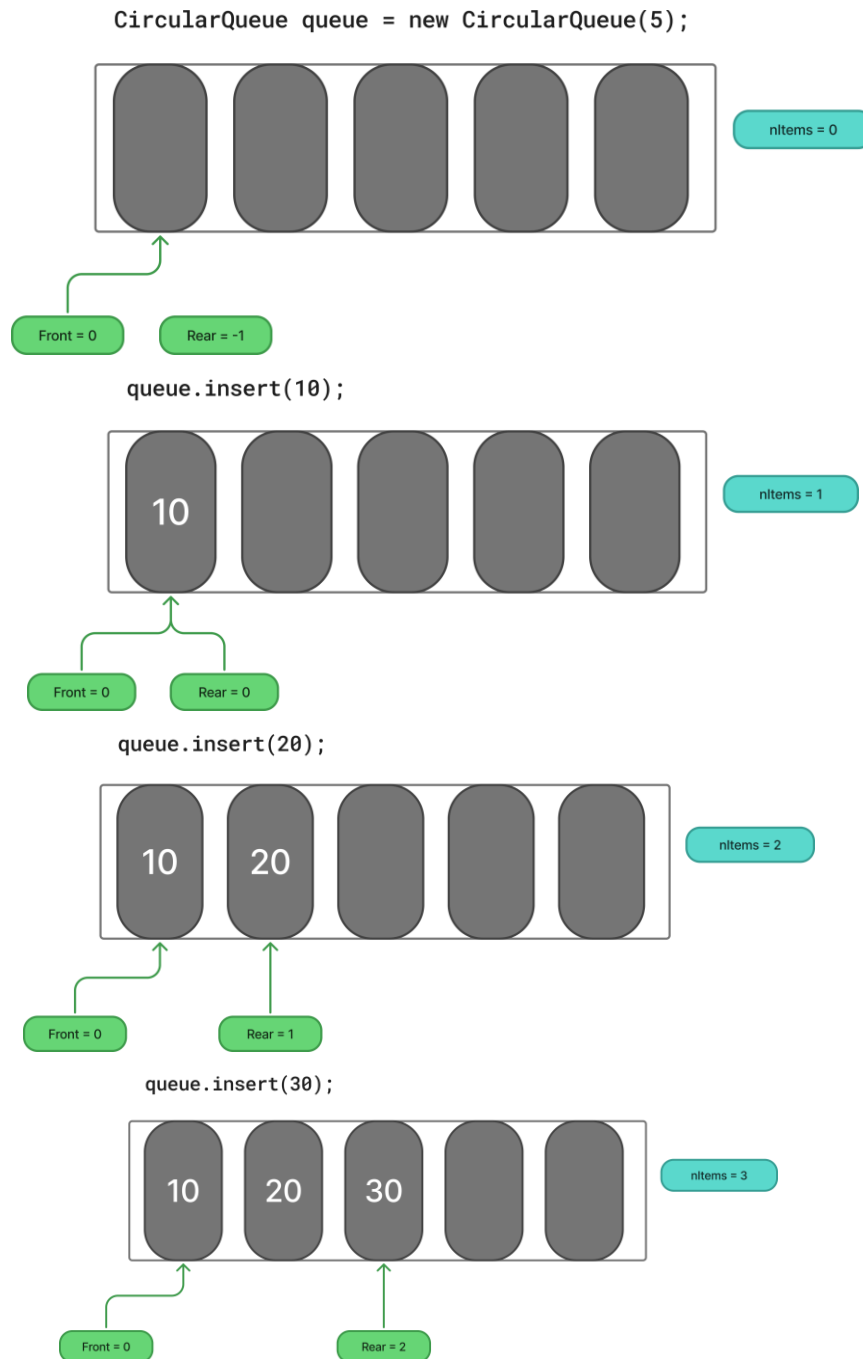 CircularQueue queue = new CircularQueue(5);
nItems = 0
Front = 0
Rear = -1
queue.insert(10);
10
nItems = 1
Front = 0
Rear = 0
queue.insert(20);
10 20
nItems = 2
Front = 0
Rear = 1
queue.insert(30);
10 20 30
nItems = 3
Front = 0
Rear = 2